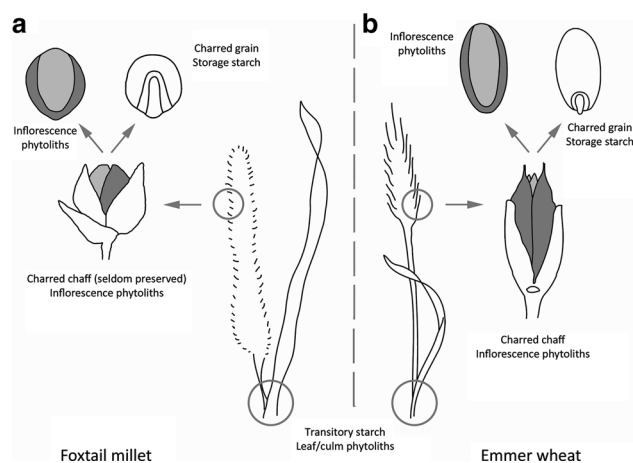 a
Charred grain
Storage starch
Inflorescence
phytoliths
Charred chaff (seldom preserved)
Inflorescence phytoliths
Foxtail millet
Transitory starch
Leaf/culm phytoliths
b
Inflorescence
phytoliths
Charred grain
Storage starch
Charred chaff
Inflorescence phytoliths
Emmer wheat